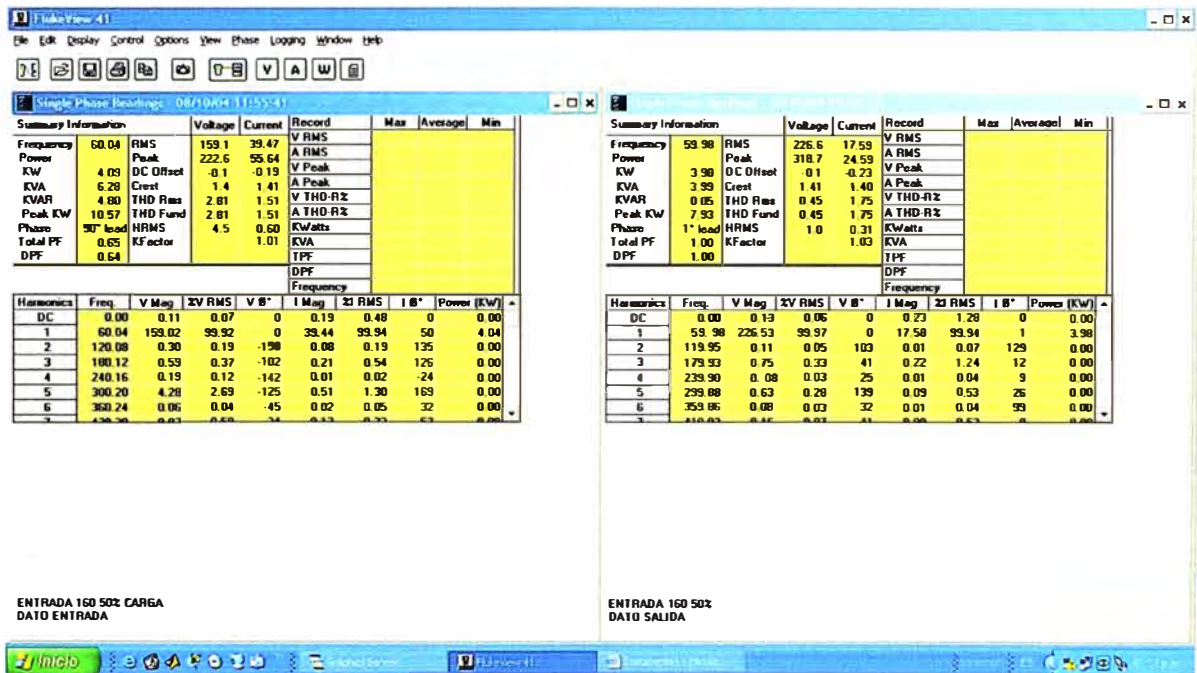 FlukeView 41
File Edit Display Control Options View Phase Logging Window Help
V A W
Single Phase Readings 08/10/04 11:55:41
Summary Information Voltage Current Record Max Average Min
Frequency 60.04 RMS 159.1 39.47 V RMS
Power Peak 222.6 55.64 A RMS
KW 4.09 DC Offset -0.1 -0.19 V Peak
KVA 6.28 Crest 1.4 1.41 A Peak
KVAR 4.80 THD Rms 2.81 1.51 V THD-R%
Peak KW 10.57 THD Fund 2.81 1.51 A THD-R%
Phase 50° lead HRMS 4.5 0.60 KWatts
Total PF 0.65 KFactor 1.01 KVA
DPF 0.64 TPF
DPF
Frequency
Harmonics Freq. V Mag %V RMS V Ø° I Mag %I RMS I Ø° Power (KW)
DC 0.00 0.11 0.07 0 0.19 0.48 0 0.00
1 60.04 159.02 99.92 0 39.44 99.94 50 4.04
2 120.08 0.30 0.19 -198 0.08 0.19 135 0.00
3 180.12 0.59 0.37 -102 0.21 0.54 126 0.00
4 240.16 0.19 0.12 -142 0.01 0.02 -24 0.00
5 300.20 4.28 2.69 -125 0.51 1.30 169 0.00
6 360.24 0.06 0.04 -45 0.02 0.05 32 0.00
ENTRADA 160 50% CARGA
DATO ENTRADA
Summary Information Voltage Current Record Max Average Min
Frequency 59.98 RMS 226.6 17.59 V RMS
Power Peak 318.7 24.59 A RMS
KW 3.98 DC Offset -0.1 -0.23 V Peak
KVA 3.99 Crest 1.41 1.40 A Peak
KVAR 0.05 THD Rms 0.45 1.75 V THD-R%
Peak KW 7.93 THD Fund 0.45 1.75 A THD-R%
Phase 1° lead HRMS 1.0 0.31 KWatts
Total PF 1.00 KFactor 1.03 KVA
DPF 1.00 TPF
DPF
Frequency
Harmonics Freq. V Mag %V RMS V Ø° I Mag %I RMS I Ø° Power (KW)
DC 0.00 0.13 0.06 0 0.23 1.28 0 0.00
1 59.98 226.53 99.97 0 17.58 99.94 1 3.98
2 119.95 0.11 0.05 103 0.01 0.07 129 0.00
3 179.93 0.75 0.33 41 0.22 1.24 12 0.00
4 239.90 0.08 0.03 25 0.01 0.04 9 0.00
5 299.88 0.63 0.28 139 0.09 0.53 26 0.00
6 359.86 0.08 0.03 32 0.01 0.04 99 0.00
ENTRADA 160 50%
DATO SALIDA
Inicio